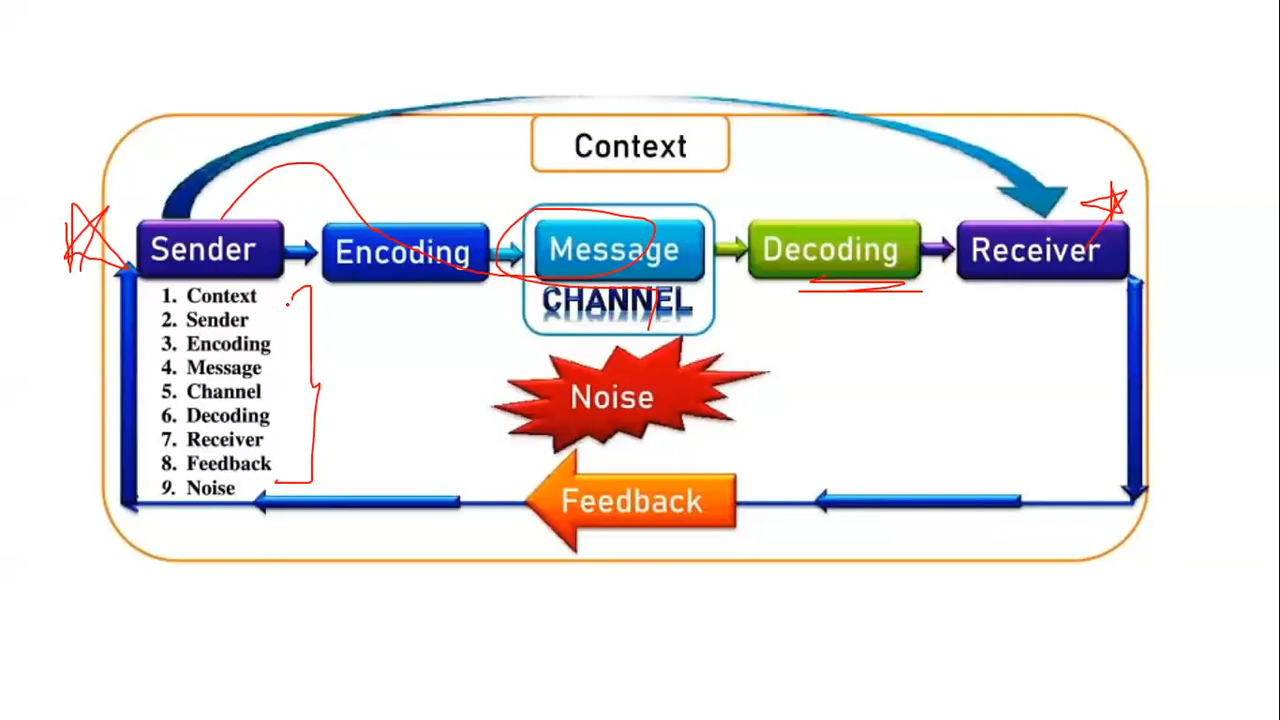 Context
Sender
Encoding
Message
Decoding
Receiver
CHANNEL
1. Context
2. Sender
3. Encoding
4. Message
5. Channel
6. Decoding
7. Receiver
8. Feedback
9. Noise
Noise
Feedback